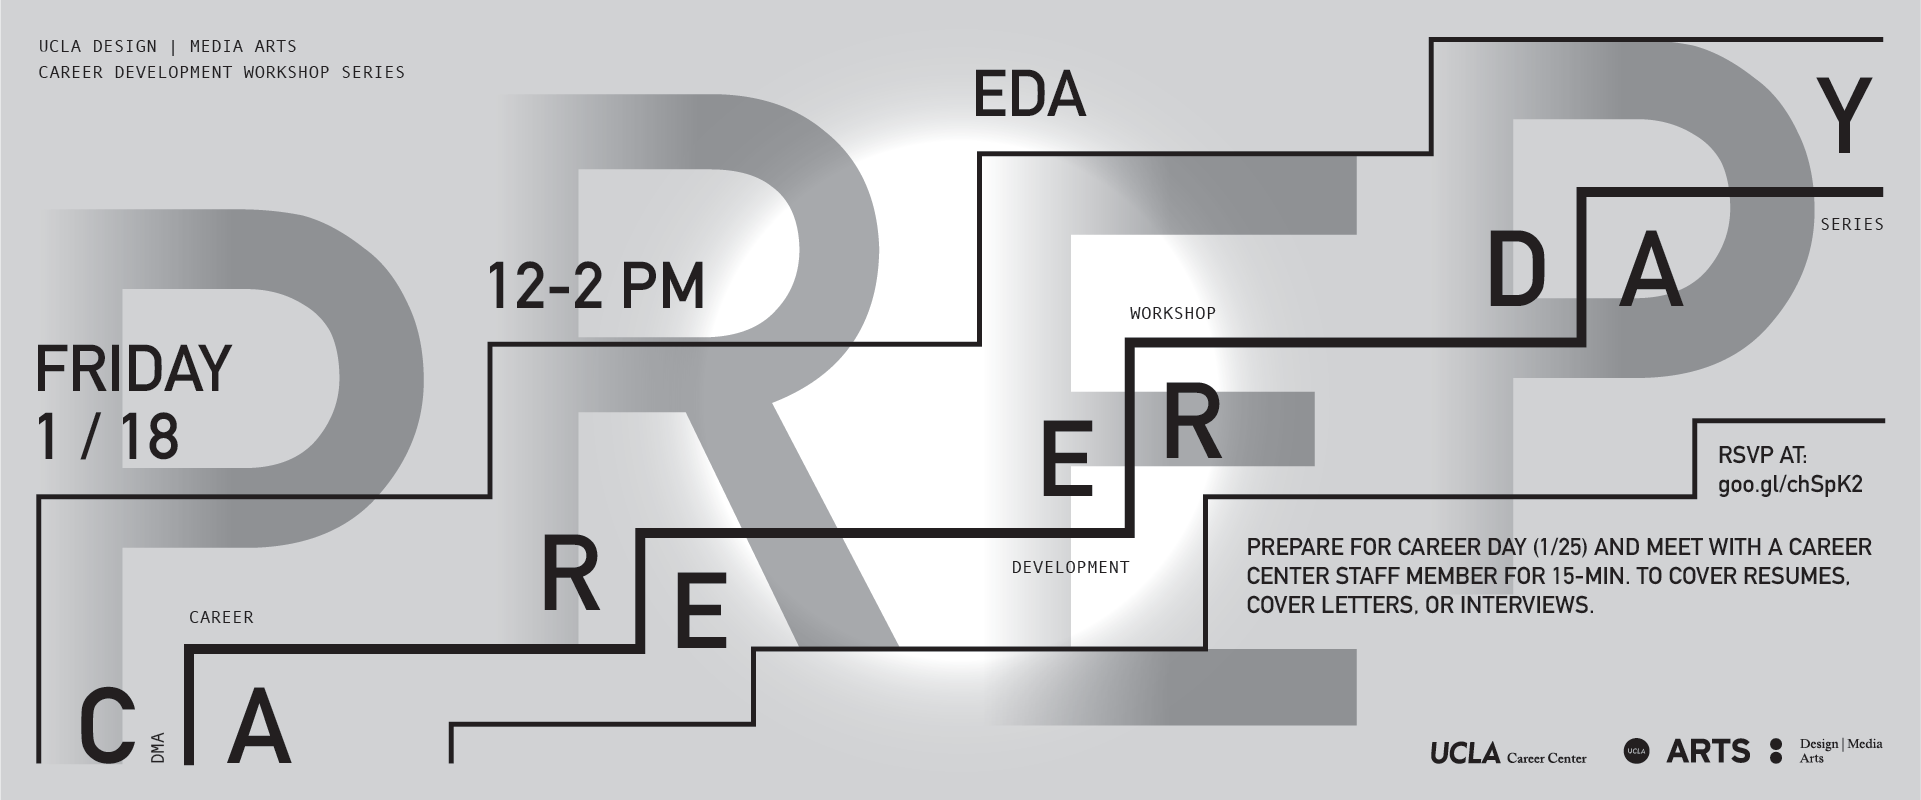 UCLA DESIGN | MEDIA ARTS
CAREER DEVELOPMENT WORKSHOP SERIES
PREP
FRIDAY
1 / 18
12-2 PM
EDA
CAREER DAY
DMA
CAREER
DEVELOPMENT
WORKSHOP
SERIES
RSVP AT:
goo.gl/chSpK2
PREPARE FOR CAREER DAY (1/25) AND MEET WITH A CAREER
CENTER STAFF MEMBER FOR 15-MIN. TO COVER RESUMES,
COVER LETTERS, OR INTERVIEWS.
UCLA Career Center
UCLA ARTS
Design | Media
Arts